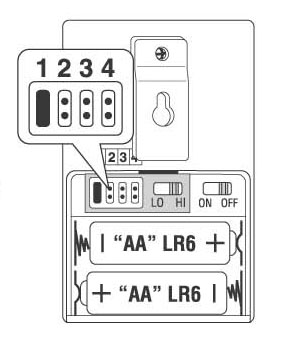 1 2 3 4
2 3 4
LO HI ON OFF
| "AA" LR6 +
+ "AA" LR6 |